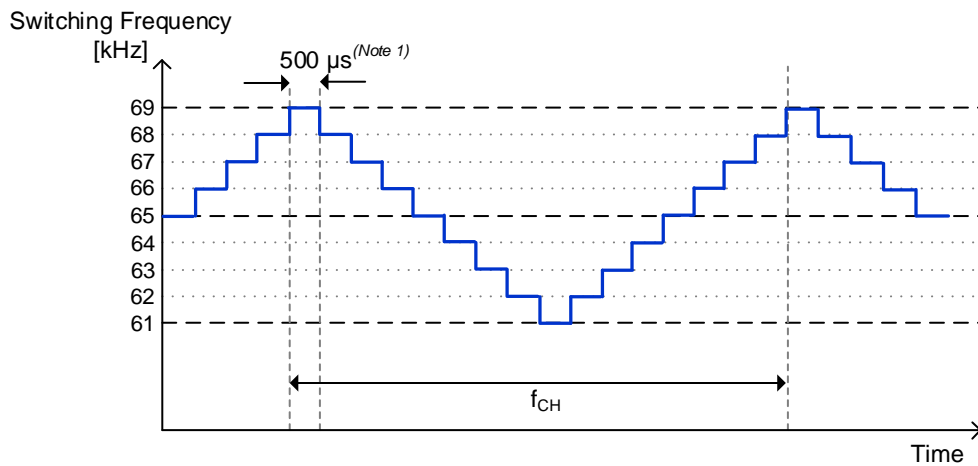 Switching Frequency
[kHz]
500 µs(Note 1)
69
68
67
66
65
64
63
62
61
fCH
Time